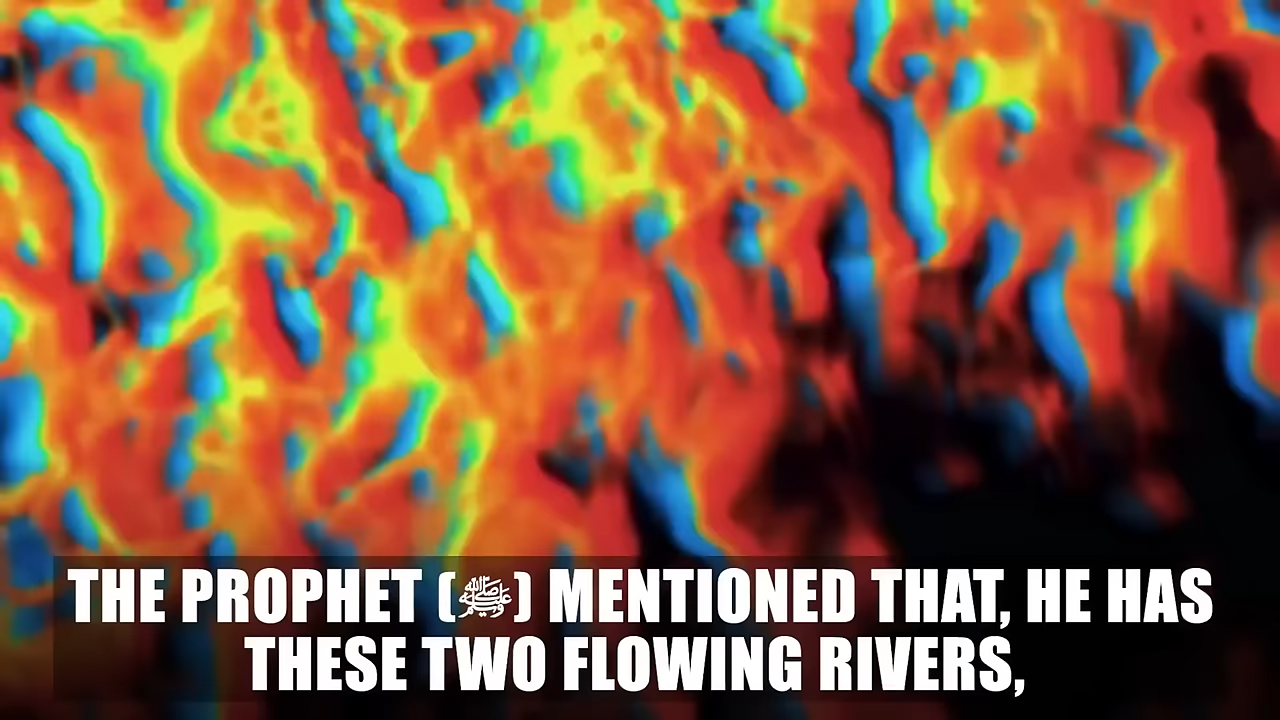 THE PROPHET (ﷺ) MENTIONED THAT, HE HAS
THESE TWO FLOWING RIVERS,